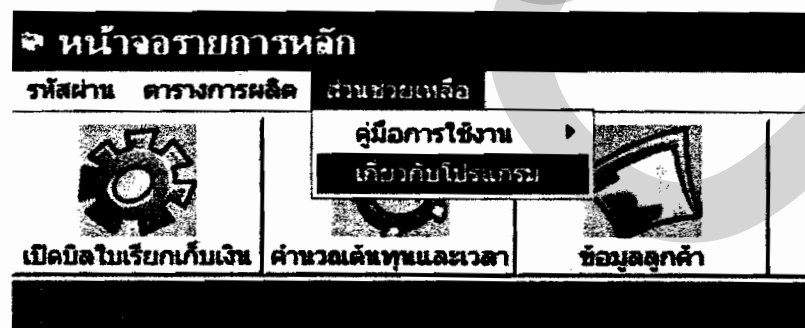 หน้าจอรายการหลัก
รหัสผ่าน ตารางการผลิต ส่วนช่วยเหลือ
คู่มือการใช้งาน
เกี่ยวกับโปรแกรม
เปิดบิลใบเรียกเก็บเงิน คำนวณต้นทุนและเวลา ข้อมูลลูกค้า